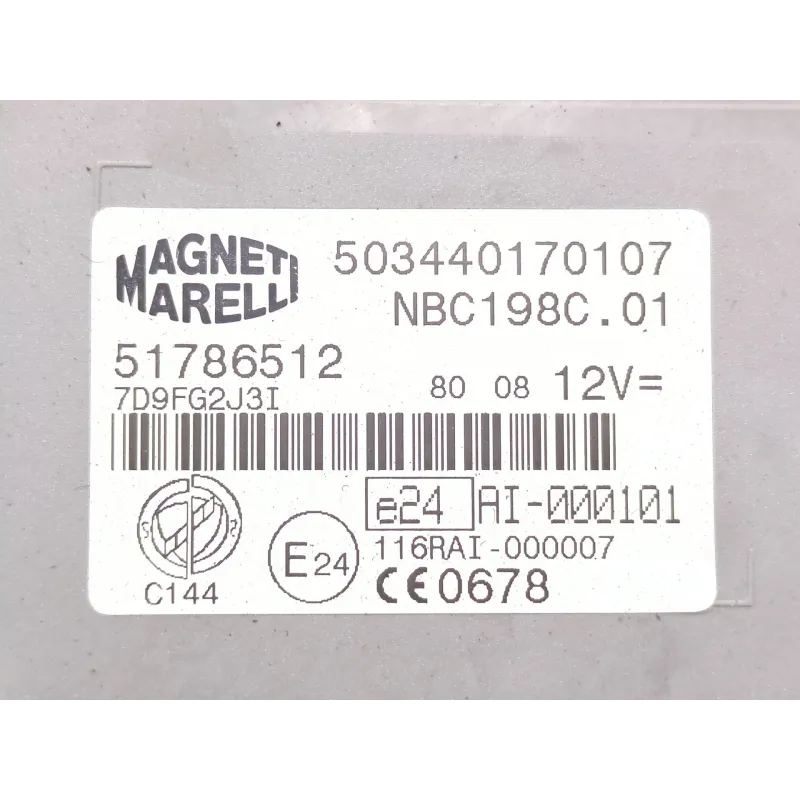 MAGNETI 503440170107
MARELLI NBC198C.01
51786512
7D9FG2J3I 80 08 12V=
e24 AI-000101
116RAI-000007
E24
C144 CE0678